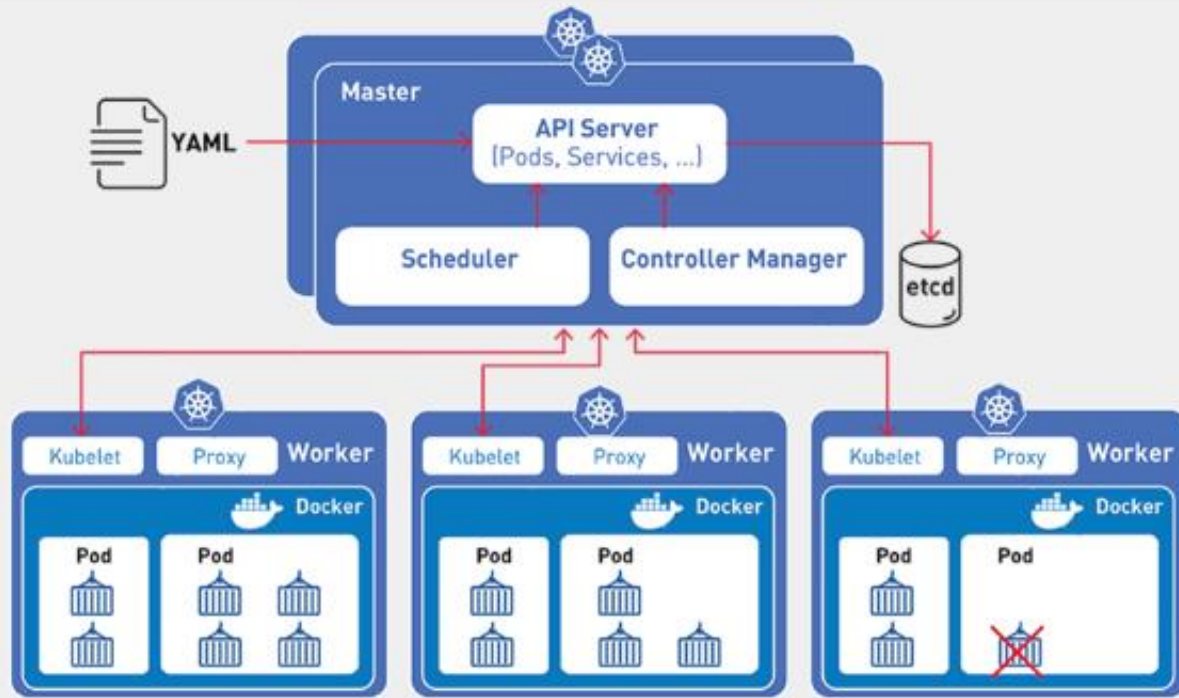 Master
YAML
API Server
(Pods, Services, ...)
Scheduler
Controller Manager
etcd
Kubelet
Proxy
Worker
Docker
Pod
Pod
Kubelet
Proxy
Worker
Docker
Pod
Pod
Kubelet
Proxy
Worker
Docker
Pod
Pod